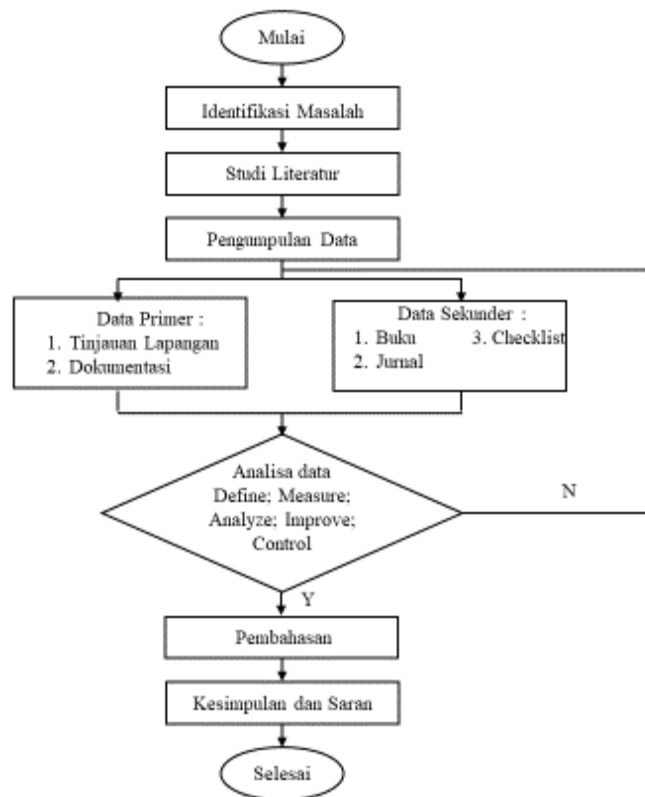 Mulai
Identifikasi Masalah
Studi Literatur
Pengumpulan Data
Data Primer :
1. Tinjauan Lapangan
2. Dokumentasi
Data Sekunder :
1. Buku 3. Checklist
2. Jurnal
Analisa data
Define; Measure;
Analyze; Improve;
Control
N
Y
Pembahasan
Kesimpulan dan Saran
Selesai